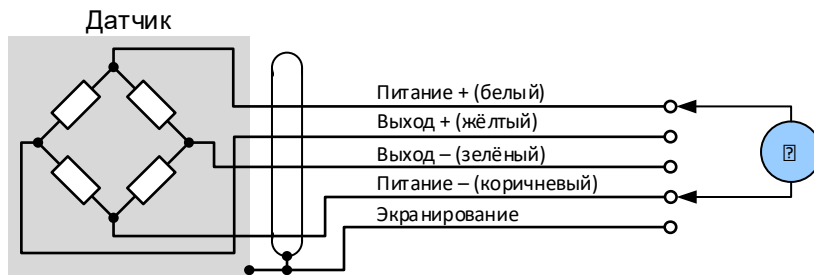 Датчик
Питание + (белый)
Выход + (жёлтый)
Выход – (зелёный)
Питание – (коричневый)
Экранирование